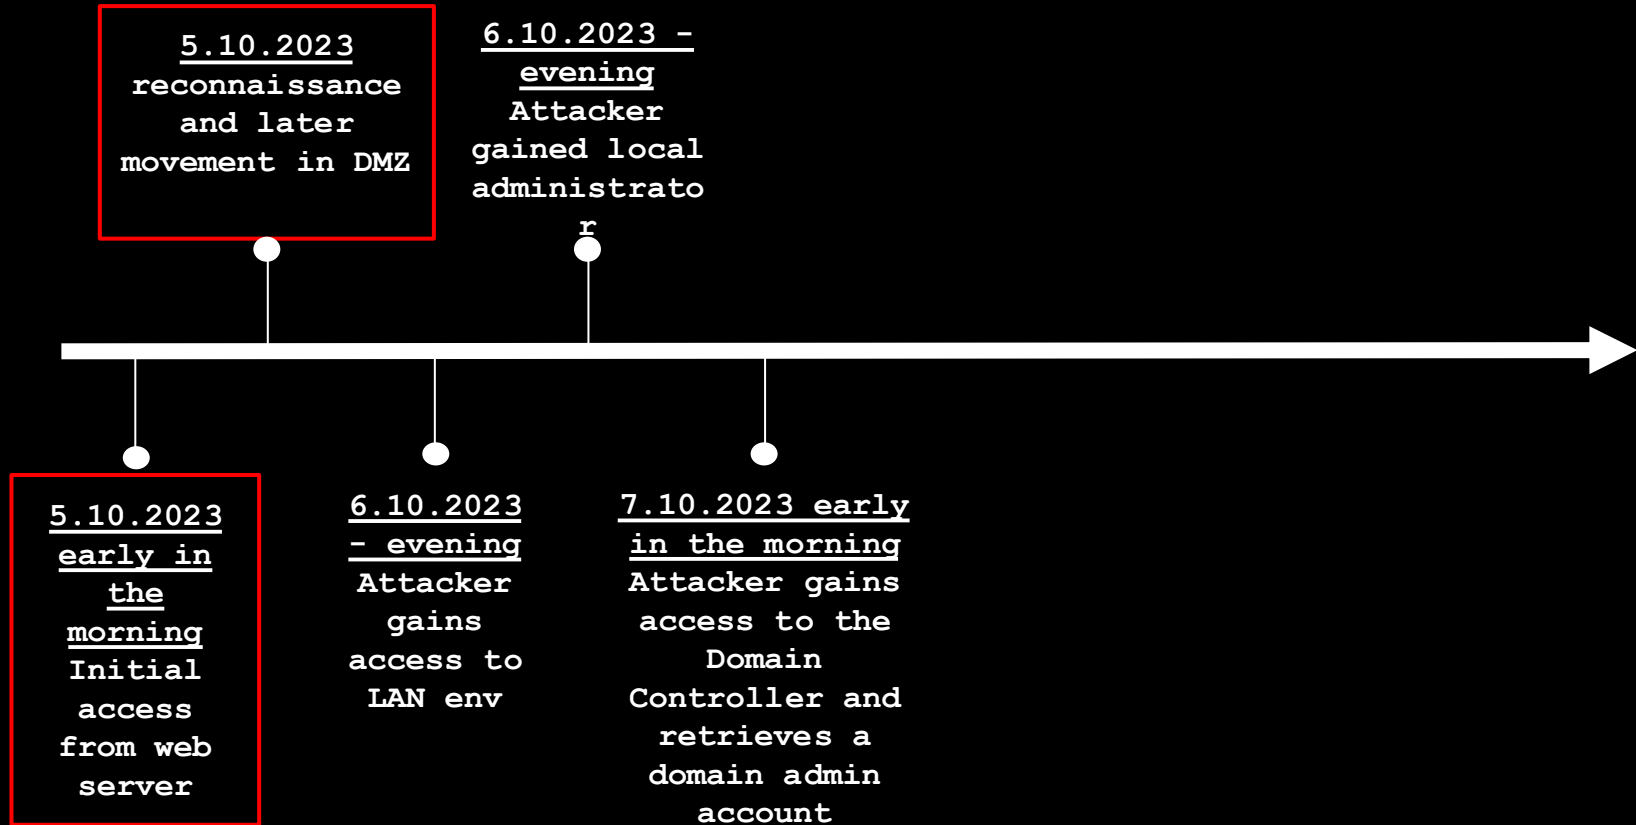 5.10.2023
reconnaissance
and later
movement in DMZ
6.10.2023 –
evening
Attacker
gained local
administrato
r
5.10.2023
early in
the
morning
Initial
access
from web
server
6.10.2023
- evening
Attacker
gains
access to
LAN env
7.10.2023 early
in the morning
Attacker gains
access to the
Domain
Controller and
retrieves a
domain admin
account